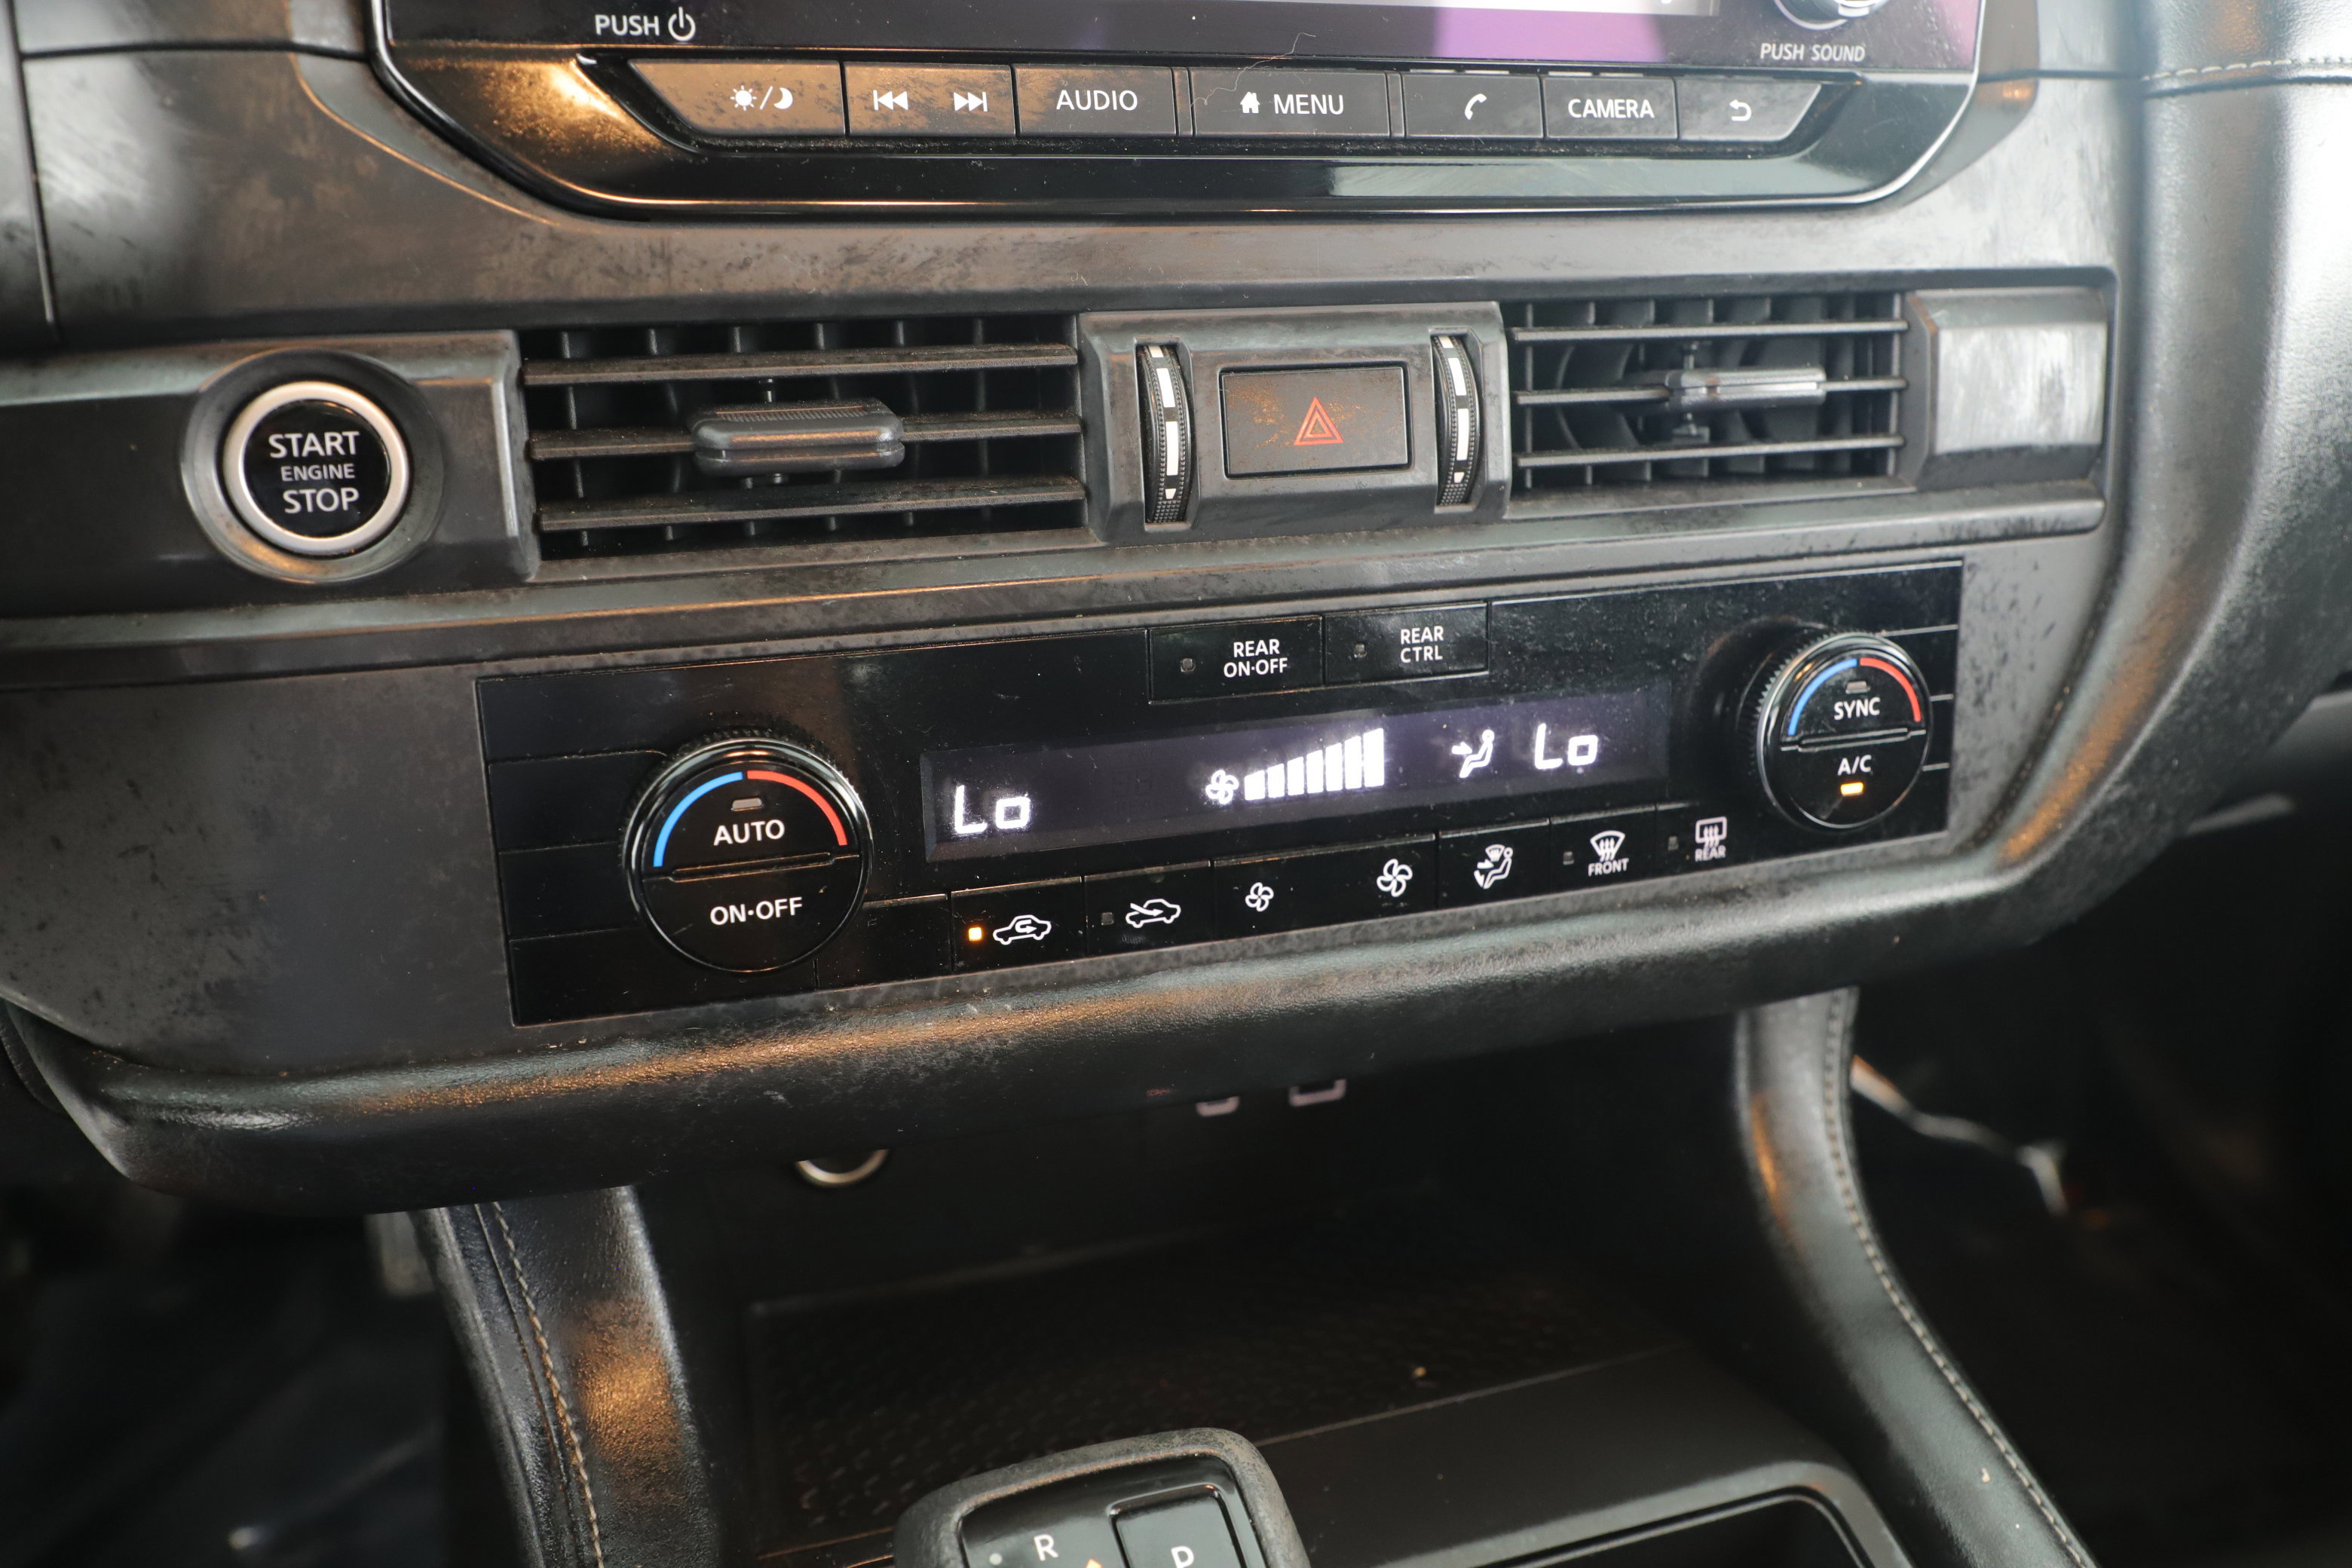 PUSH
PUSH SOUND
AUDIO
MENU
CAMERA
START
ENGINE
STOP
REAR
ON·OFF
REAR
CTRL
SYNC
A/C
Lo
Lo
AUTO
ON·OFF
FRONT
REAR
R
D